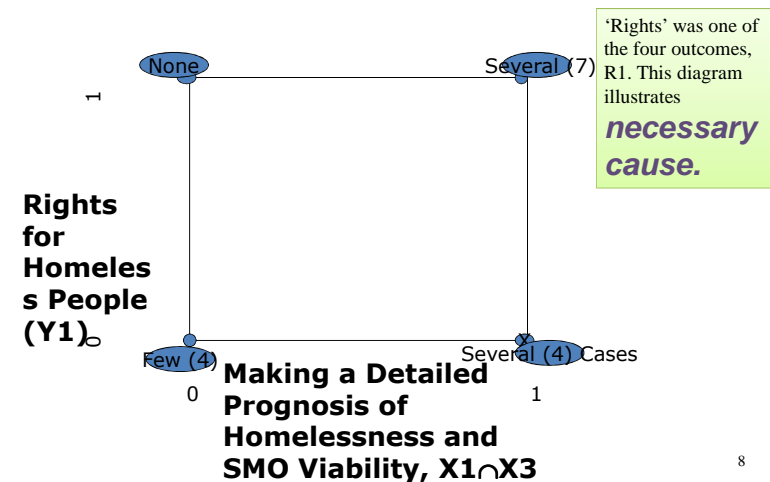 None
Several (7)
1
‘Rights’ was one of
the four outcomes,
R1. This diagram
illustrates
necessary
cause.
Rights
for
Homeles
s People
(Y1)
0
Few (4)
X
Several (4) Cases
0
1
Making a Detailed
Prognosis of
Homelessness and
SMO Viability, X1∩X3
8